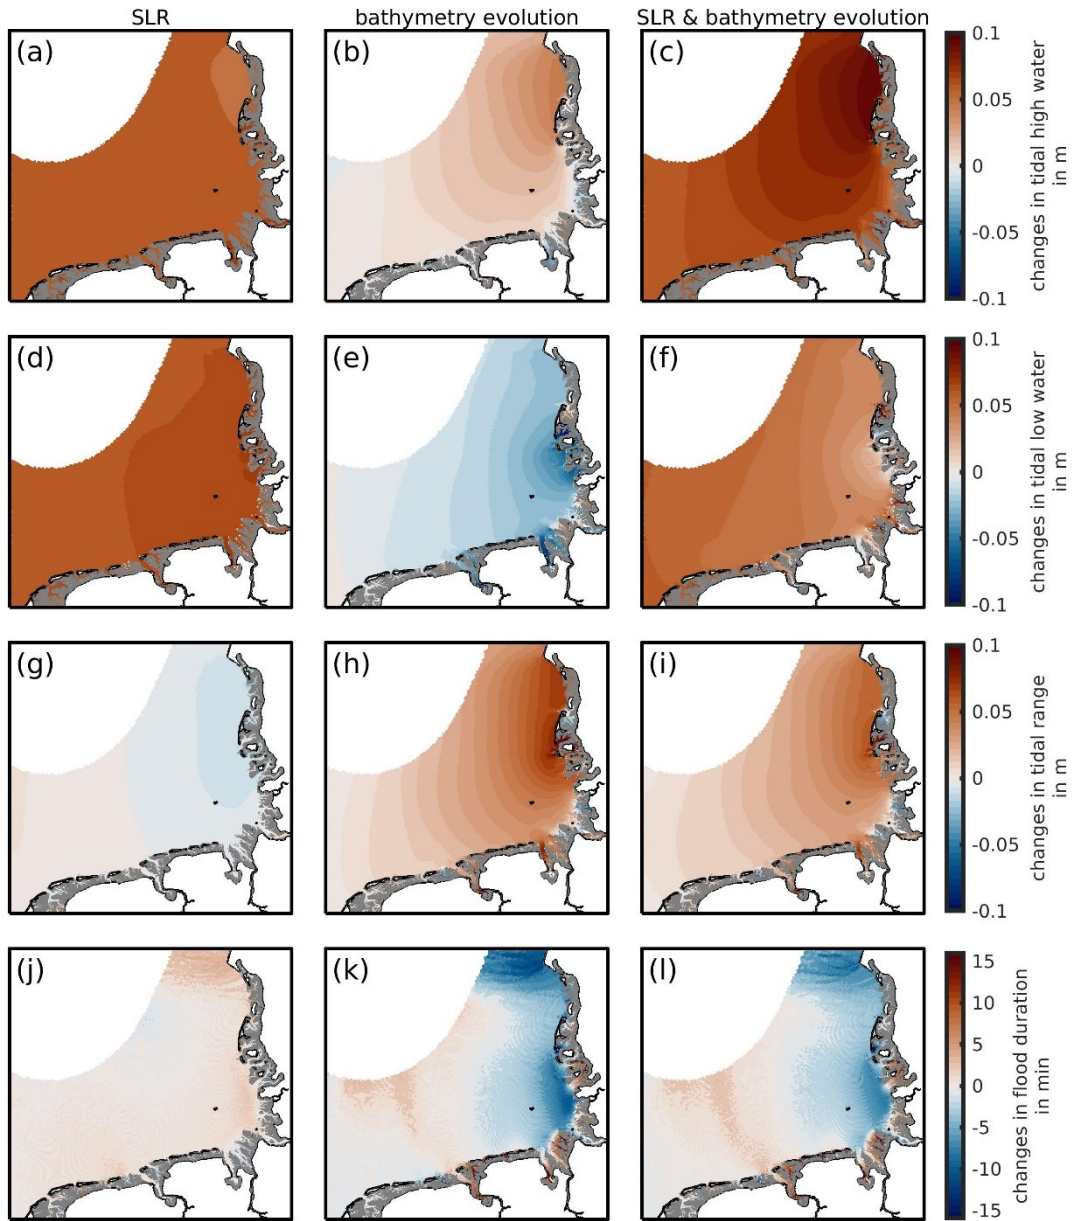 SLR
bathymetry evolution
SLR & bathymetry evolution
(a)
(b)
(c)
0.1
0.05
0
-0.05
-0.1
changes in tidal high water
in m
(d)
(e)
(f)
0.1
0.05
0
-0.05
-0.1
changes in tidal low water
in m
(g)
(h)
(i)
0.1
0.05
0
-0.05
-0.1
changes in tidal range
in m
(j)
(k)
(l)
15
10
5
0
-5
-10
-15
changes in flood duration
in min